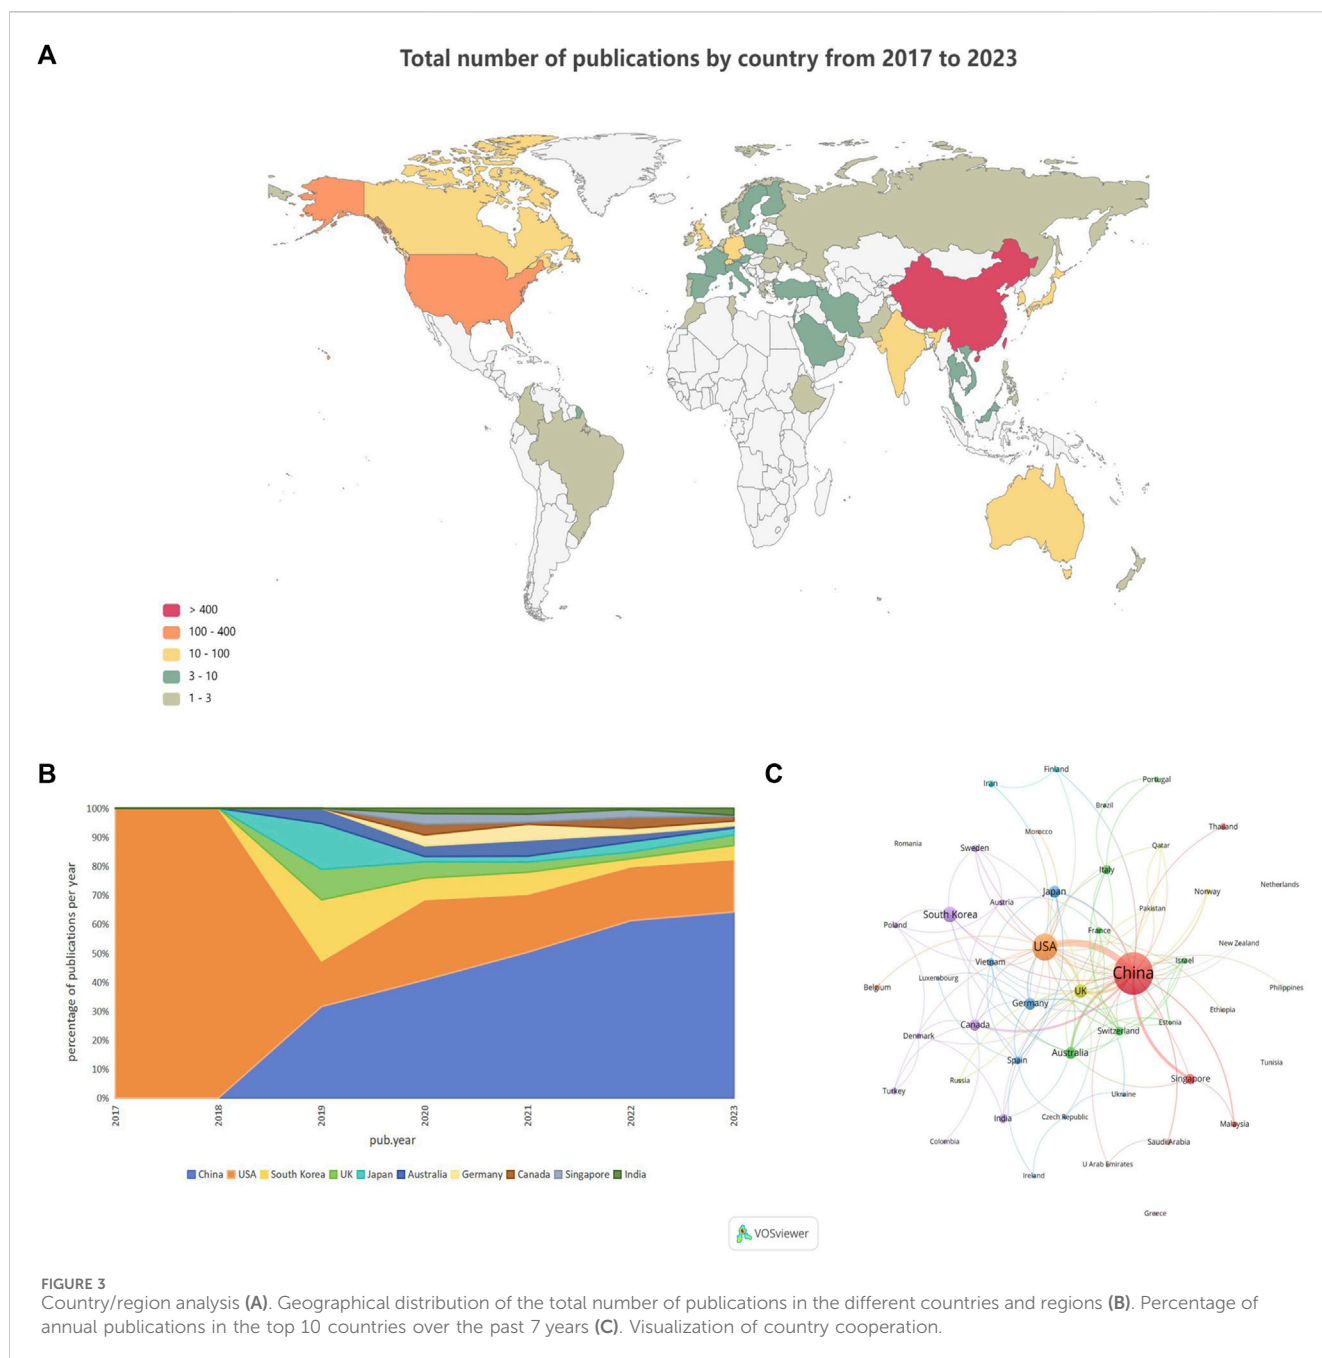 A
Total number of publications by country from 2017 to 2023
> 400
100 - 400
10 - 100
3 - 10
1 - 3
B
percentage of publications per year
100%
90%
80%
70%
60%
50%
40%
30%
20%
10%
0%
2017
2018
2019
2020
2021
2022
2023
pub.year
China USA South Korea UK Japan Australia Germany Canada Singapore India
C
Finland
Iran
Portugal
Brazil
Morocco
Thailand
Romania
Sweden
Qatar
Italy
Netherlands
Japan
Norway
Austria
South Korea
Pakistan
Poland
France
USA
New Zealand
Vietnam
Israel
China
Luxembourg
Belgium
UK
Philippines
Germany
Ethiopia
Canada
Estonia
Denmark
Switzerland
Australia
Spain
Tunisia
Russia
Singapore
Turkey
Ukraine
India
Czech Republic
Malaysia
Colombia
Saudi Arabia
U Arab Emirates
Ireland
Greece
VOSviewer
FIGURE 3
Country/region analysis (A). Geographical distribution of the total number of publications in the different countries and regions (B). Percentage of
annual publications in the top 10 countries over the past 7 years (C). Visualization of country cooperation.